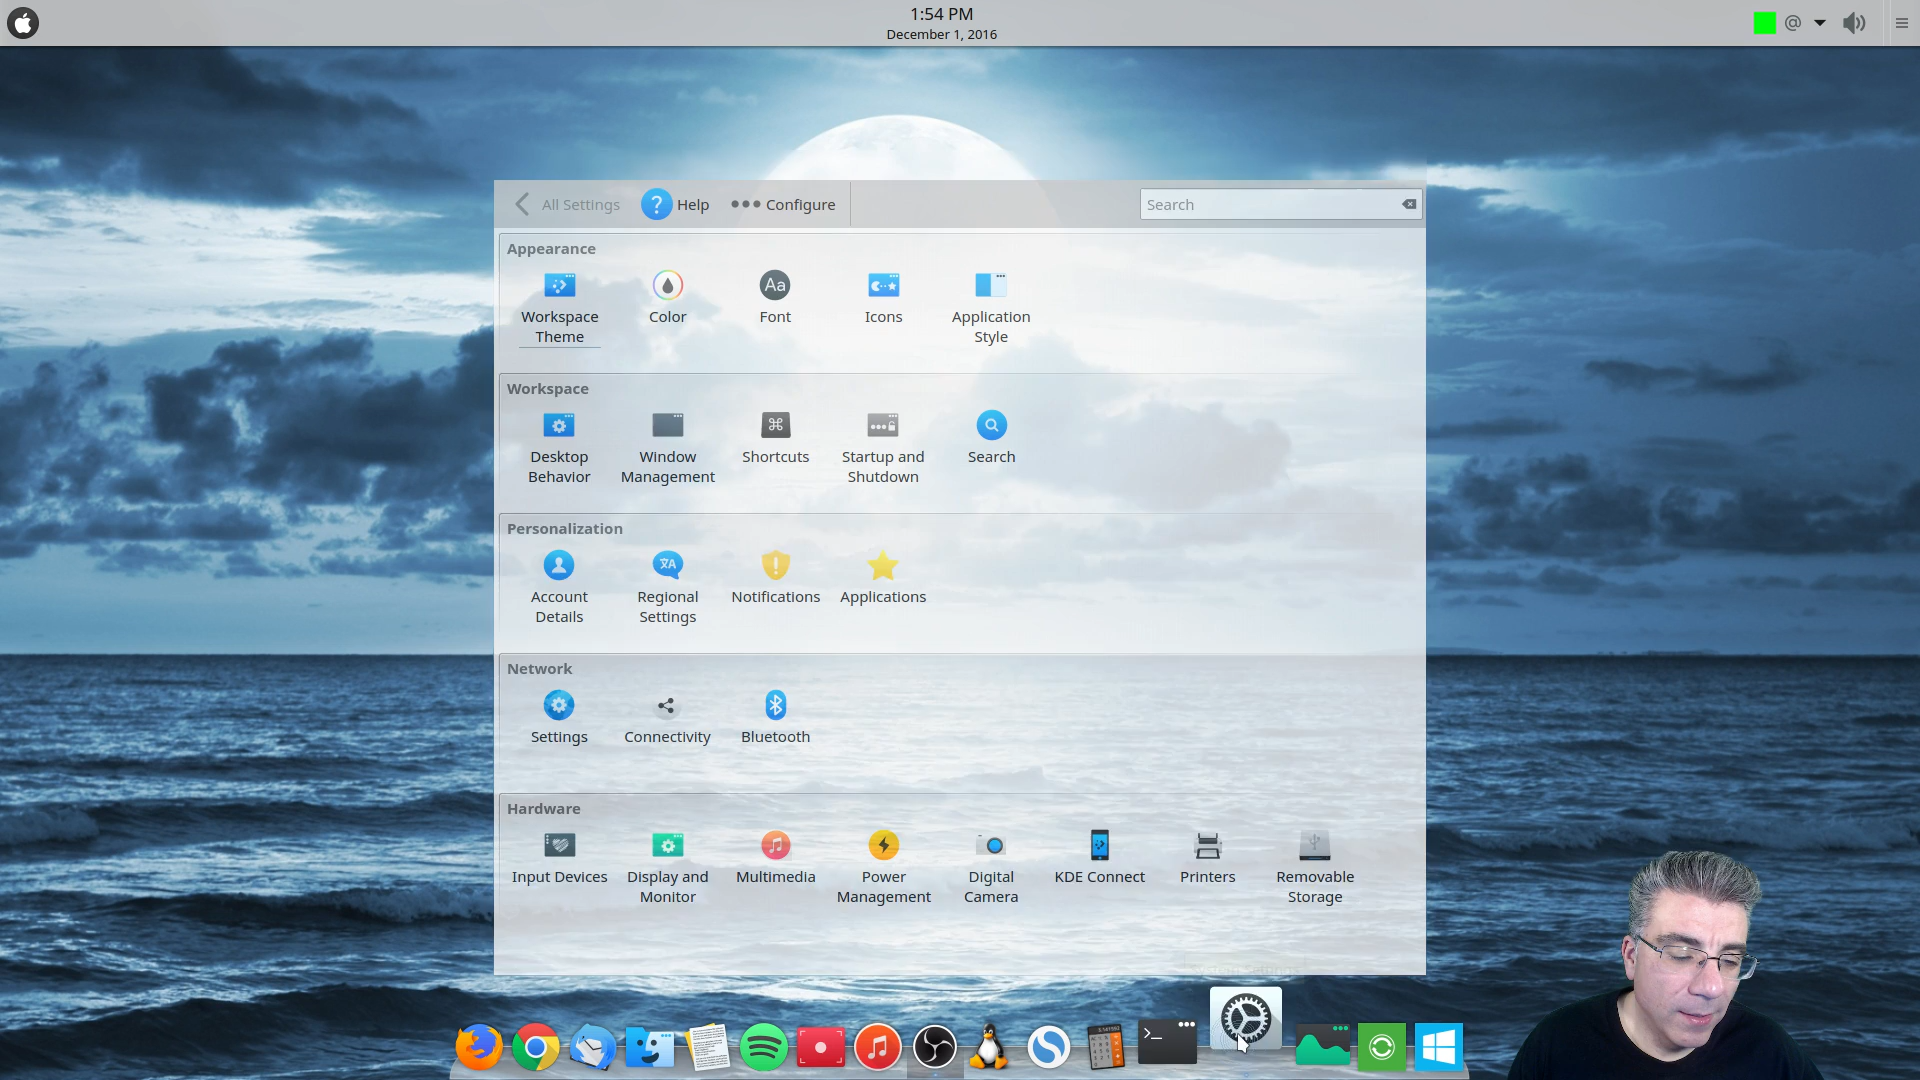 1:54 PM
December 1, 2016
@
All Settings
? Help
Configure
Search
Appearance
Workspace
Theme
Color
Aa
Font
Icons
Application
Style
Workspace
Desktop
Behavior
Window
Management
Shortcuts
Startup and
Shutdown
Search
Personalization
Account
Details
Regional
Settings
Notifications
Applications
Network
Settings
Connectivity
Bluetooth
Hardware
Input Devices
Display and
Monitor
Multimedia
Power
Management
Digital
Camera
KDE Connect
Printers
Removable
Storage
>_